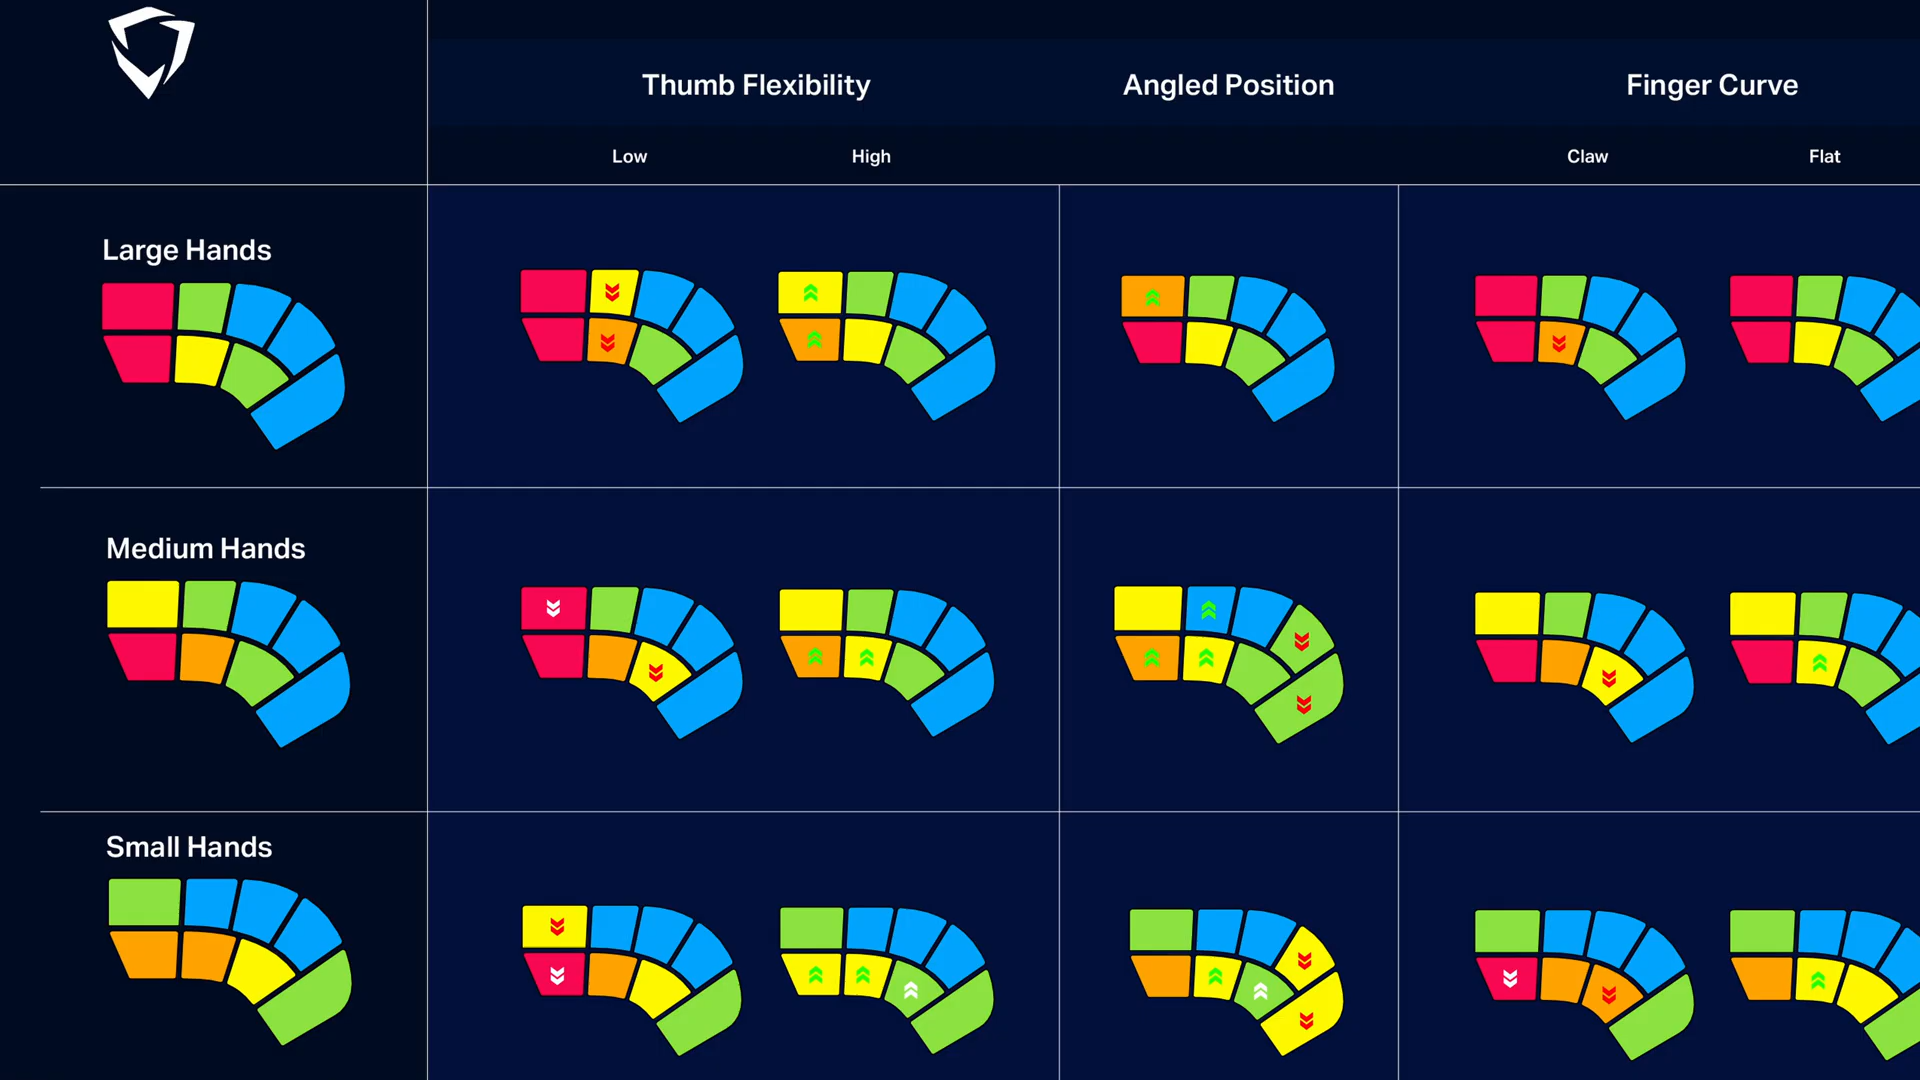 Thumb Flexibility
Angled Position
Finger Curve
Low
High
Claw
Flat
Large Hands
Medium Hands
Small Hands